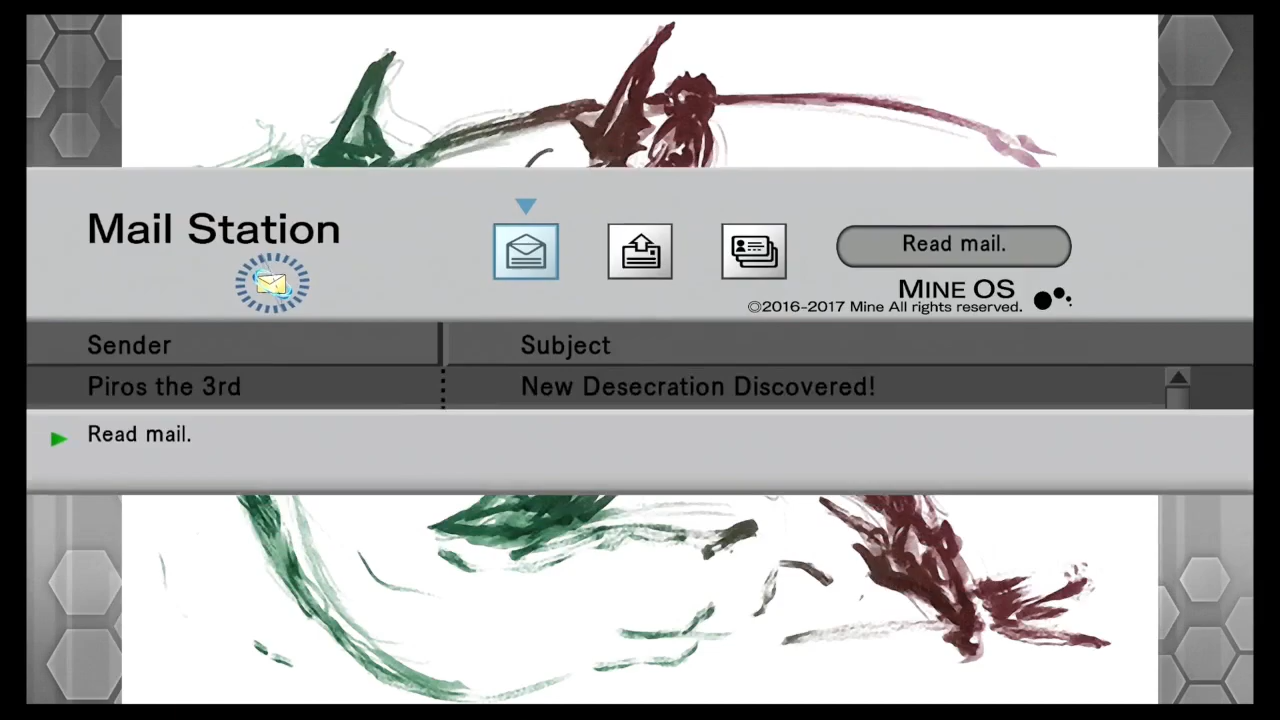 Mail Station
Read mail.
MINE OS
©2016-2017 Mine All rights reserved.
Sender Subject
Piros the 3rd New Desecration Discovered!
Read mail.